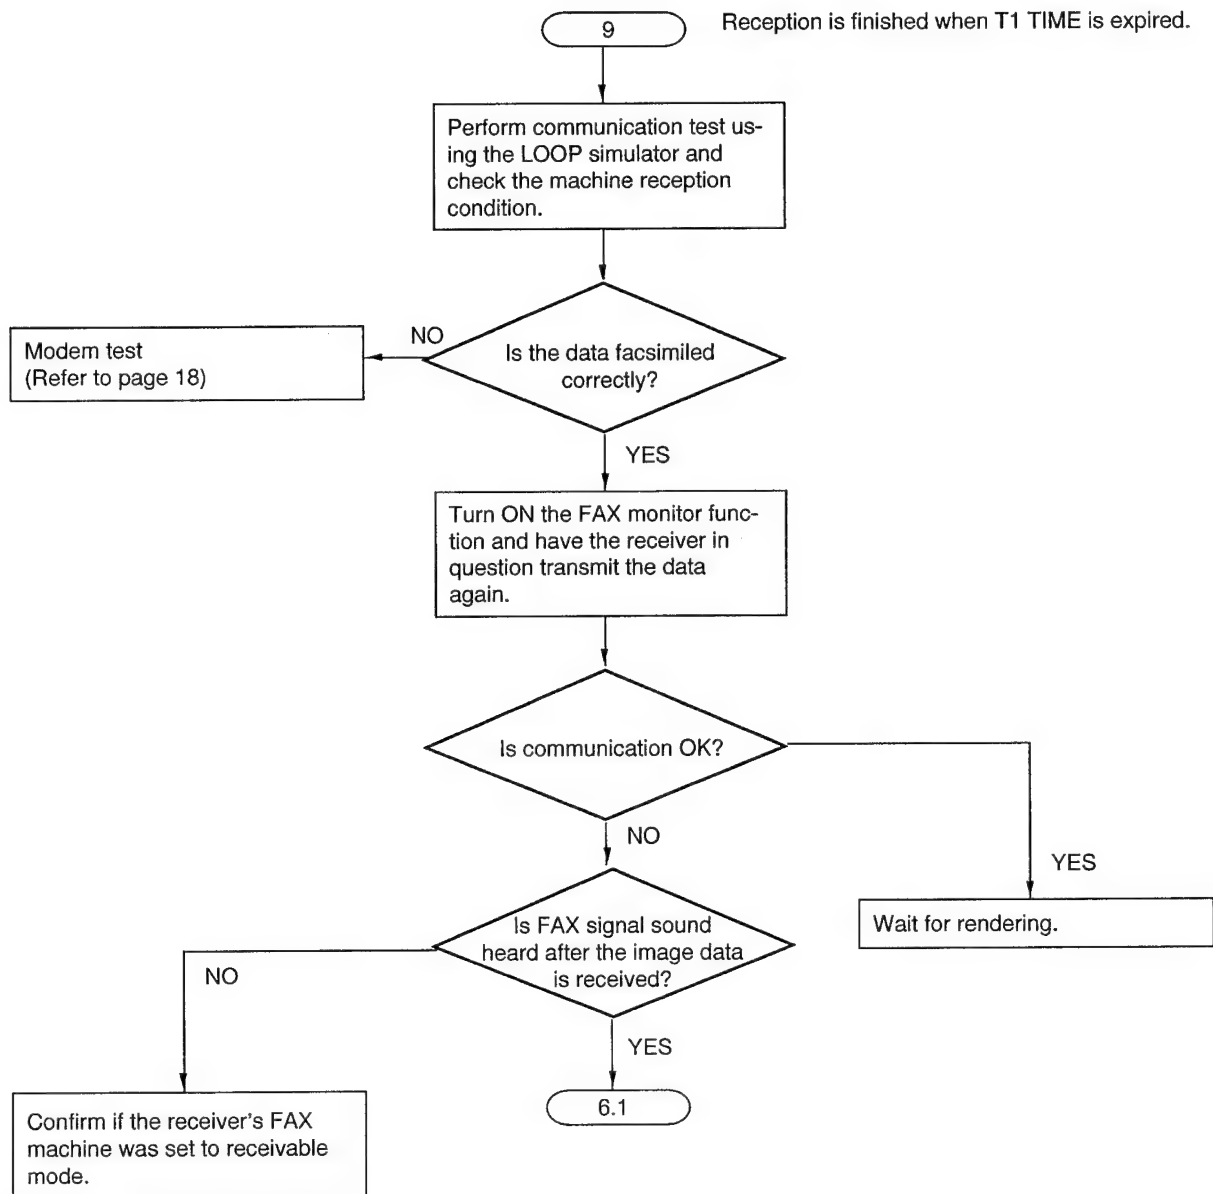 9
Reception is finished when T1 TIME is expired.
Perform communication test us-
ing the LOOP simulator and
check the machine reception
condition.
NO
Modem test
(Refer to page 18)
Is the data facsimiled
correctly?
YES
Turn ON the FAX monitor func-
tion and have the receiver in
question transmit the data
again.
Is communication OK?
NO
YES
Wait for rendering.
Is FAX signal sound
heard after the image data
is received?
NO
YES
6.1
Confirm if the receiver's FAX
machine was set to receivable
mode.